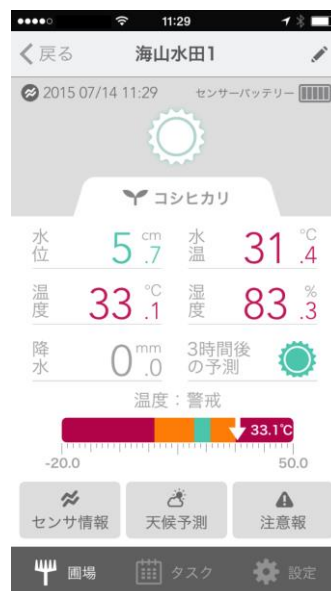 11:29
戻る 海山水田1
2015 07/14 11:29 センサーバッテリー
コシヒカリ
水位 5.7 cm 水温 31.4 ℃
温度 33.1 ℃ 湿度 83.3 %
降水 0.0 mm 3時間後の予測
温度：警戒
33.1℃
-20.0 50.0
センサ情報 天候予測 注意報
圃場 タスク 設定